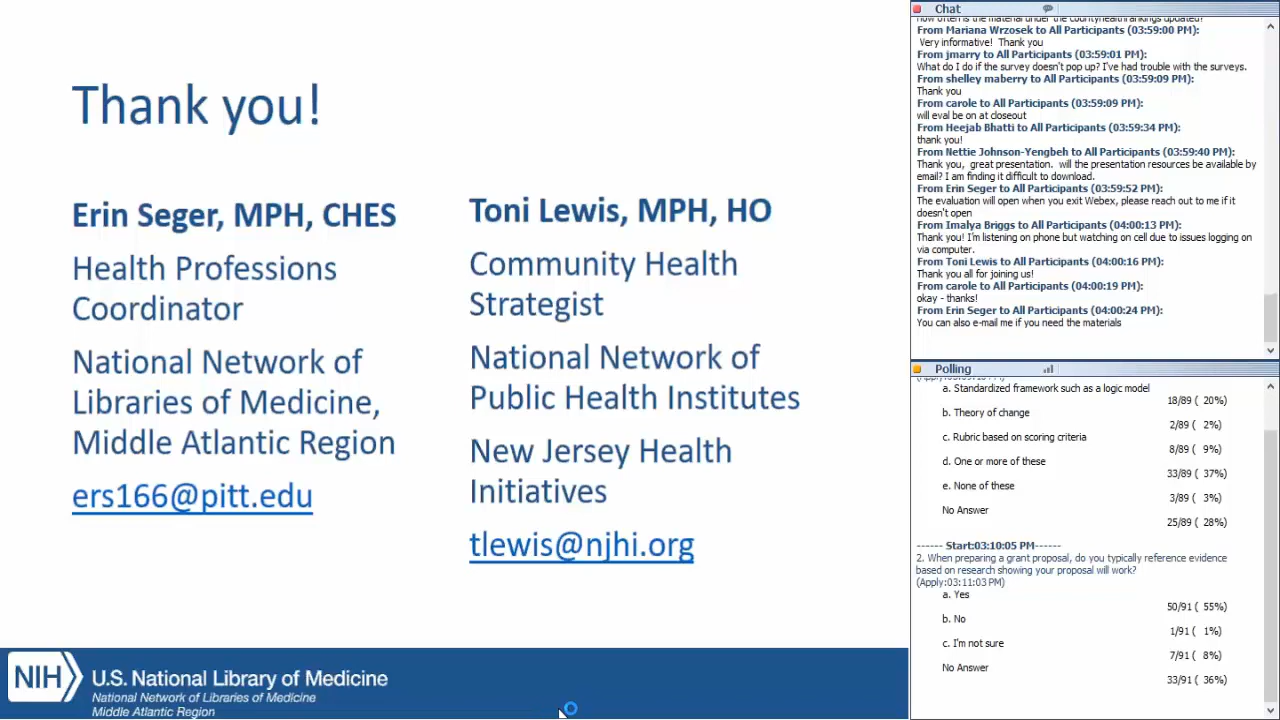 Thank you!
Erin Seger, MPH, CHES
Health Professions
Coordinator
National Network of
Libraries of Medicine,
Middle Atlantic Region
ers166@pitt.edu
Toni Lewis, MPH, HO
Community Health
Strategist
National Network of
Public Health Institutes
New Jersey Health
Initiatives
tlewis@njhi.org
NIH
U.S. National Library of Medicine
National Network of Libraries of Medicine
Middle Atlantic Region
Chat
how often is the material under the countyhealthrankings updated?
From Mariana Wrzosek to All Participants (03:59:00 PM):
Very informative! Thank you
From jmarry to All Participants (03:59:01 PM):
What do I do if the survey doesn't pop up? I've had trouble with the surveys.
From shelley maberry to All Participants (03:59:09 PM):
Thank you
From carole to All Participants (03:59:09 PM):
will eval be on at closeout
From Heejab Bhatti to All Participants (03:59:34 PM):
thank you!
From Nettie Johnson-Yengbeh to All Participants (03:59:40 PM):
Thank you, great presentation. will the presentation resources be available by
email? I am finding it difficult to download.
From Erin Seger to All Participants (03:59:52 PM):
The evaluation will open when you exit Webex, please reach out to me if it
doesn't open
From Imalya Briggs to All Participants (04:00:13 PM):
Thank you! I'm listening on phone but watching on cell due to issues logging on
via computer.
From Toni Lewis to All Participants (04:00:16 PM):
Thank you all for joining us!
From carole to All Participants (04:00:19 PM):
okay - thanks!
From Erin Seger to All Participants (04:00:24 PM):
You can also e-mail me if you need the materials
Polling
a. Standardized framework such as a logic model
18/89 ( 20%)
b. Theory of change
2/89 ( 2%)
c. Rubric based on scoring criteria
8/89 ( 9%)
d. One or more of these
33/89 ( 37%)
e. None of these
3/89 ( 3%)
No Answer
25/89 ( 28%)
------ Start:03:10:05 PM------
2. When preparing a grant proposal, do you typically reference evidence
based on research showing your proposal will work?
(Apply:03:11:03 PM)
a. Yes
50/91 ( 55%)
b. No
1/91 ( 1%)
c. I'm not sure
7/91 ( 8%)
No Answer
33/91 ( 36%)